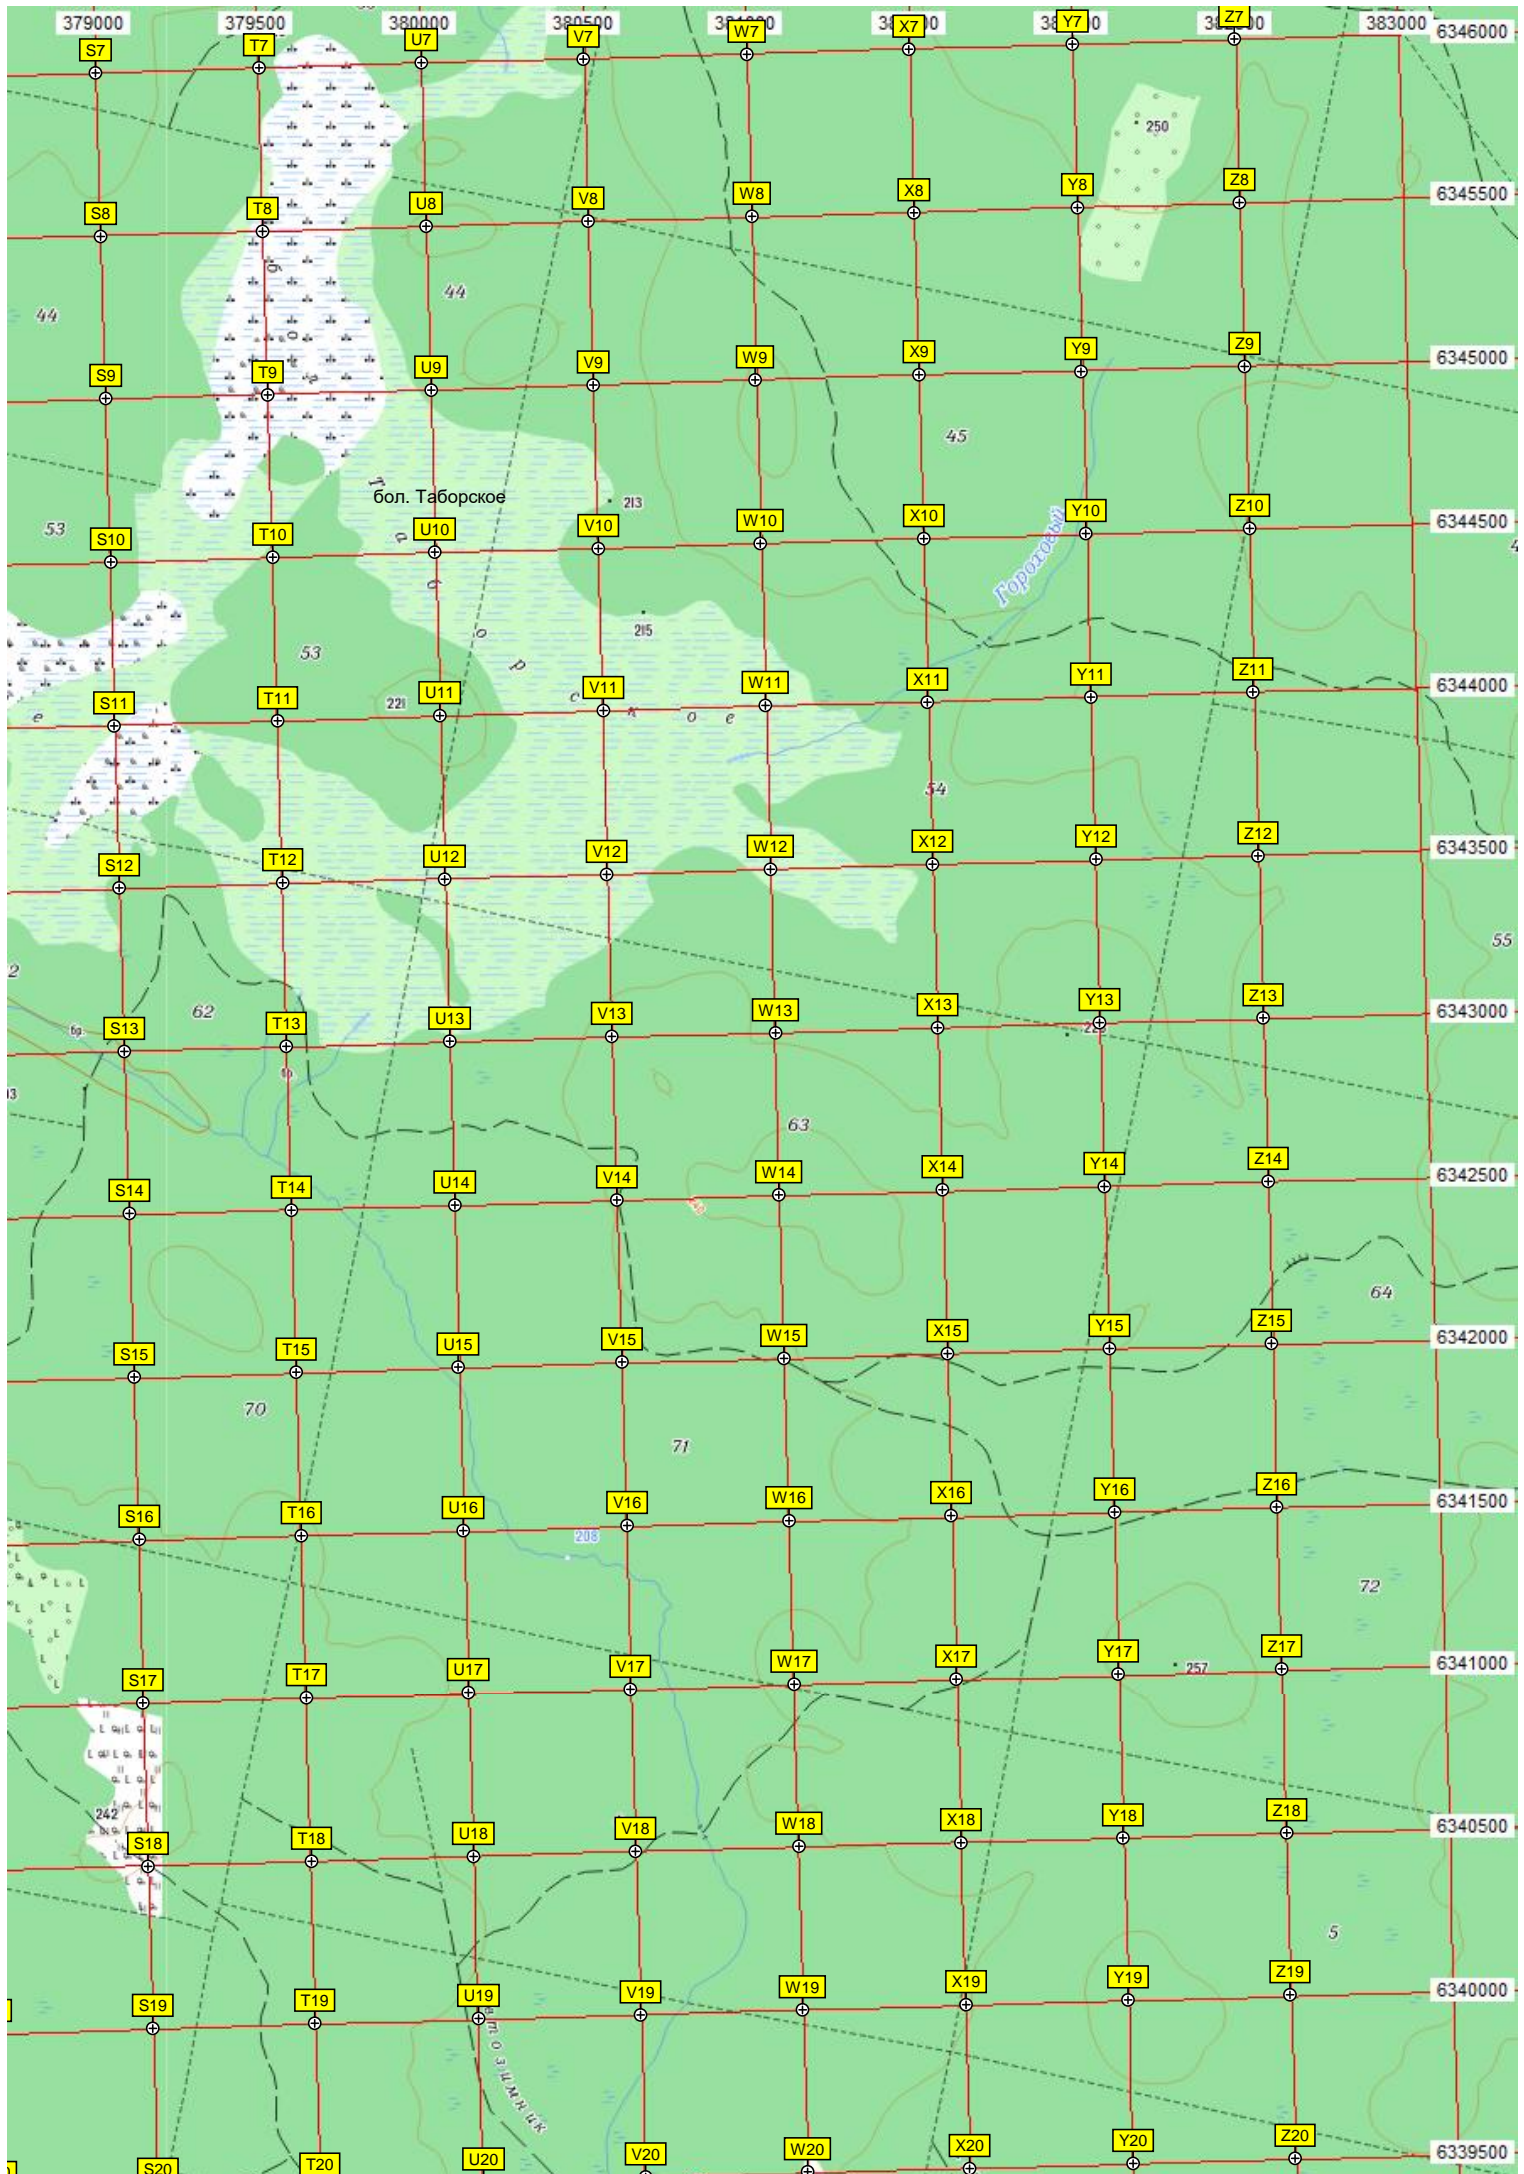 379000 379500 380000 380500 381000 383000
S7 T7 U7 V7 W7 X7 Y7 Z7 6346000
250
S8 T8 U8 V8 W8 X8 Y8 Z8 6345500
44 44
S9 T9 U9 V9 W9 X9 Y9 Z9 6345000
45
бол. Таборское
213
53
S10 T10 U10 V10 W10 X10 Y10 Z10 6344500
Гороховый
215
53
Таборское
221
S11 T11 U11 V11 W11 X11 Y11 Z11 6344000
54
S12 T12 U12 V12 W12 X12 Y12 Z12 6343500
55
62
S13 T13 U13 V13 W13 X13 Y13 Z13 6343000
бр.
бр.
63
S14 T14 U14 V14 W14 X14 Y14 Z14 6342500
64
S15 T15 U15 V15 W15 X15 Y15 Z15 6342000
70
71
S16 T16 U16 V16 W16 X16 Y16 Z16 6341500
208
72
S17 T17 U17 V17 W17 X17 Y17 Z17 6341000
257
242
S18 T18 U18 V18 W18 X18 Y18 Z18 6340500
5
S19 T19 U19 V19 W19 X19 Y19 Z19 6340000
автозимник
S20 T20 U20 V20 W20 X20 Y20 Z20 6339500